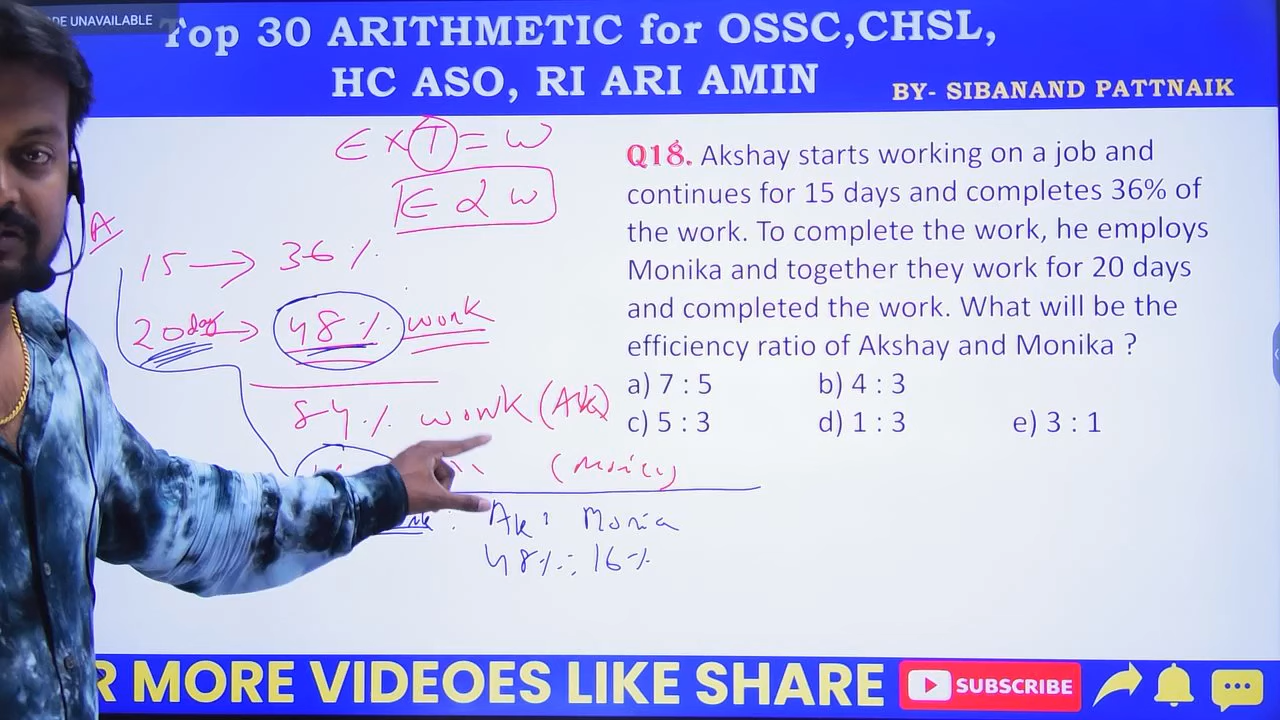 DE UNAVAILABLE
Top 30 ARITHMETIC for OSSC,CHSL,
HC ASO, RI ARI AMIN
BY- SIBANAND PATTNAIK
E × T = W
E α W
A
15 → 36 %
20 day → 48 % work
84 % work (Ak)
Ak : Monia
48% : 16%
Q18. Akshay starts working on a job and
continues for 15 days and completes 36% of
the work. To complete the work, he employs
Monika and together they work for 20 days
and completed the work. What will be the
efficiency ratio of Akshay and Monika ?
a) 7 : 5 b) 4 : 3
c) 5 : 3 d) 1 : 3 e) 3 : 1
R MORE VIDEOES LIKE SHARE
SUBSCRIBE